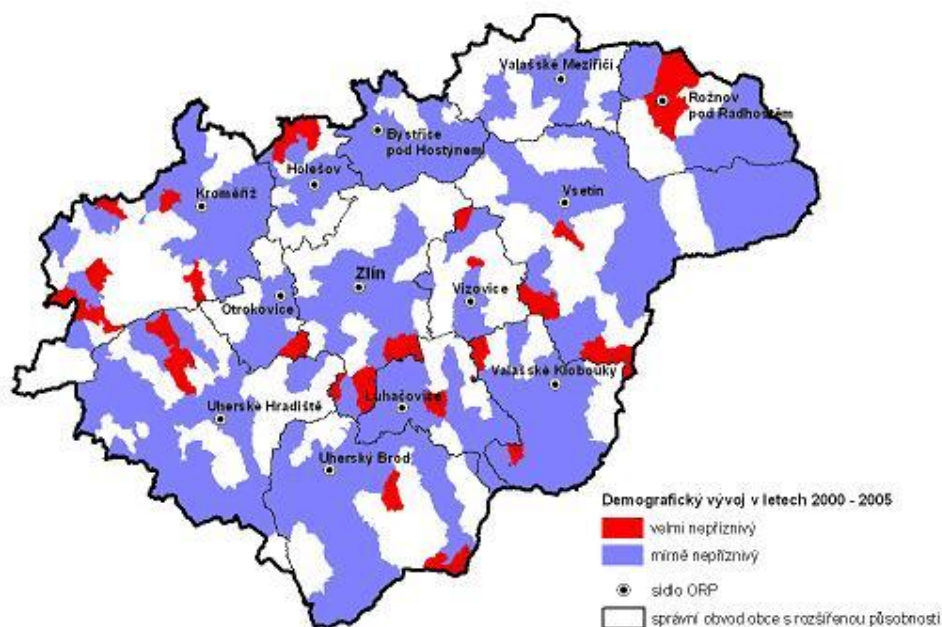 Valašské Meziříčí
Rožnov
pod Radhoštěm
Bystřice
pod Hostýnem
Holešov
Kroměříž
Vsetín
Zlín
Vizovice
Otrokovice
Valašské Klobouky
Luhačovice
Uherské Hradiště
Uherský Brod
Demografický vývoj v letech 2000 - 2005
velmi nepříznivý
mírně nepříznivý
sídlo ORP
správní obvod obce s rozšířenou působností